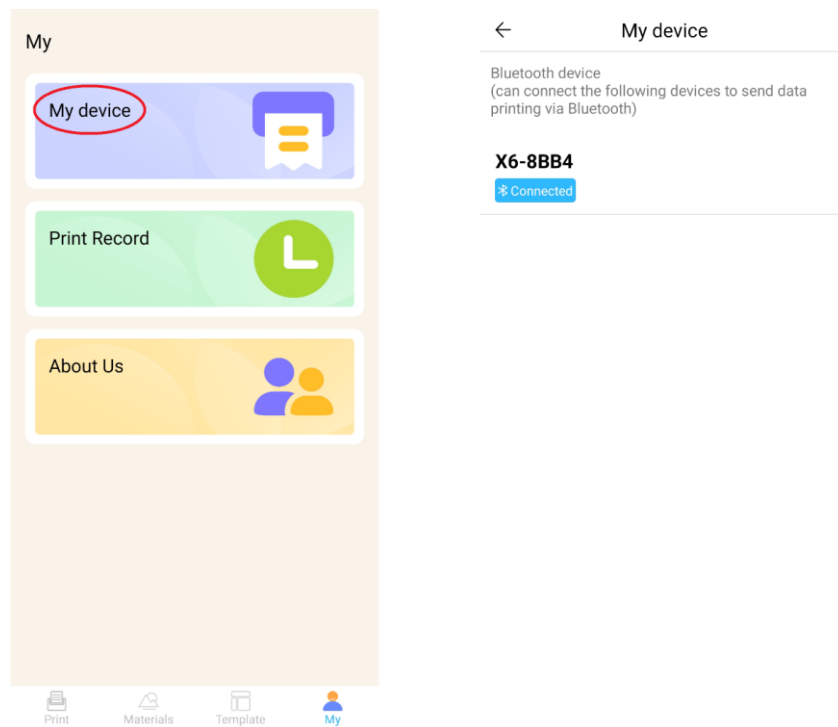 My
My device
Print Record
About Us
Print
Materials
Template
My
My device
Bluetooth device
(can connect the following devices to send data
printing via Bluetooth)
X6-8BB4
Connected